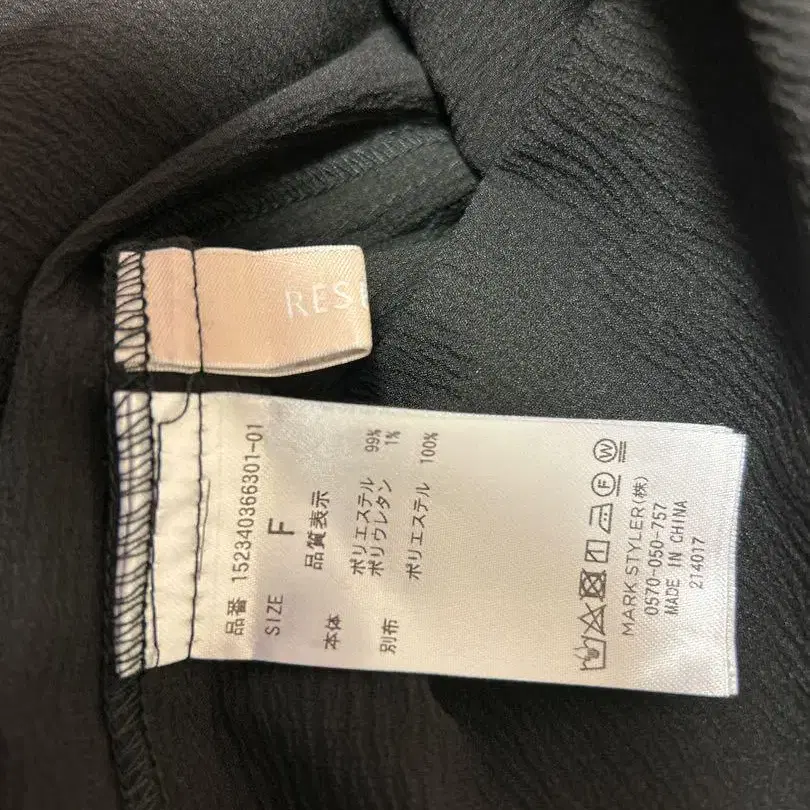 RES
品番 152340366301-01
SIZE F
品質表示
本体 ポリエステル 99%
ポリウレタン 1%
別布 ポリエステル 100%
MARK STYLER(株)
0570-050-757
MADE IN CHINA
214017